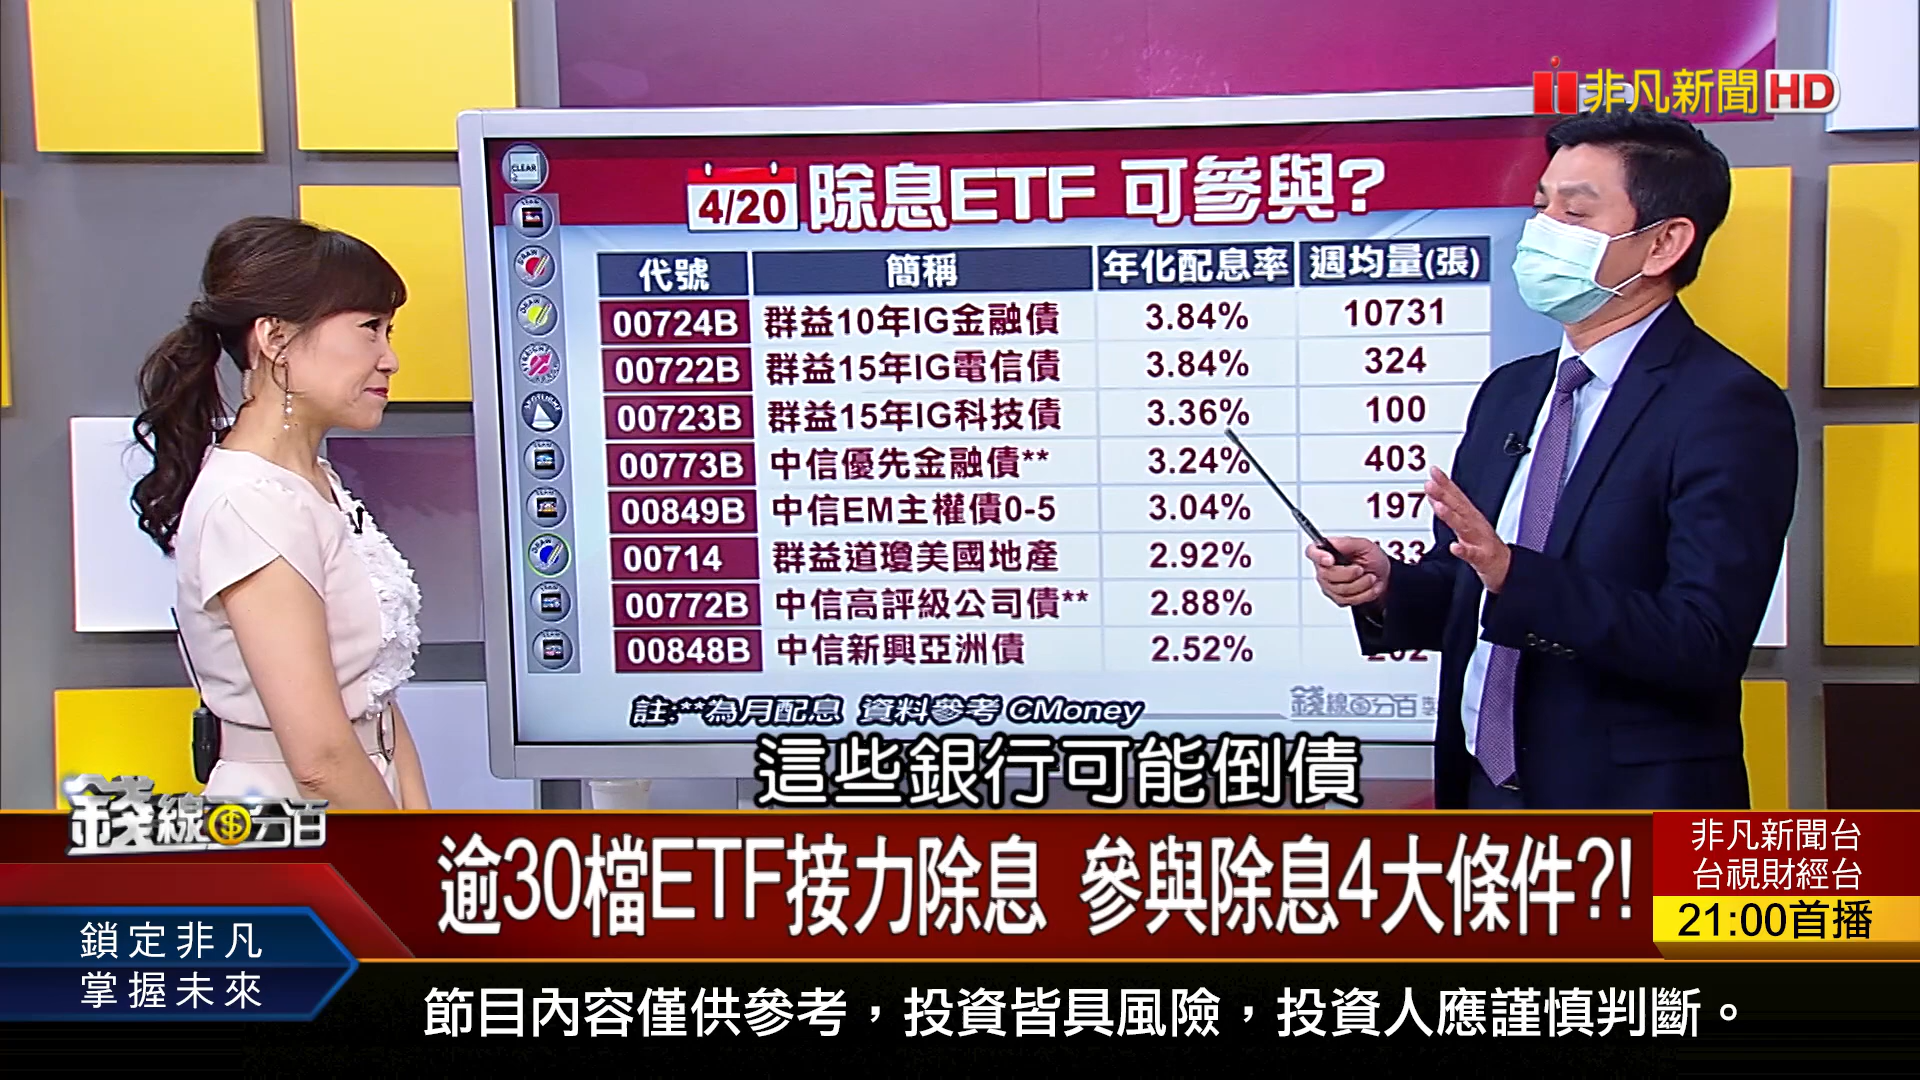 非凡新聞HD
CLEAR
4/20 除息ETF 可參與?
代號 簡稱 年化配息率 週均量(張)
00724B 群益10年IG金融債 3.84% 10731
00722B 群益15年IG電信債 3.84% 324
00723B 群益15年IG科技債 3.36% 100
00773B 中信優先金融債** 3.24% 403
00849B 中信EM主權債0-5 3.04% 197
00714 群益道瓊美國地產 2.92%
00772B 中信高評級公司債** 2.88%
00848B 中信新興亞洲債 2.52%
註:**為月配息 資料參考 CMoney
錢線百分百
這些銀行可能倒債
錢線百分百
逾30檔ETF接力除息 參與除息4大條件?!
非凡新聞台
台視財經台
21:00首播
鎖定非凡
掌握未來
節目內容僅供參考，投資皆具風險，投資人應謹慎判斷。